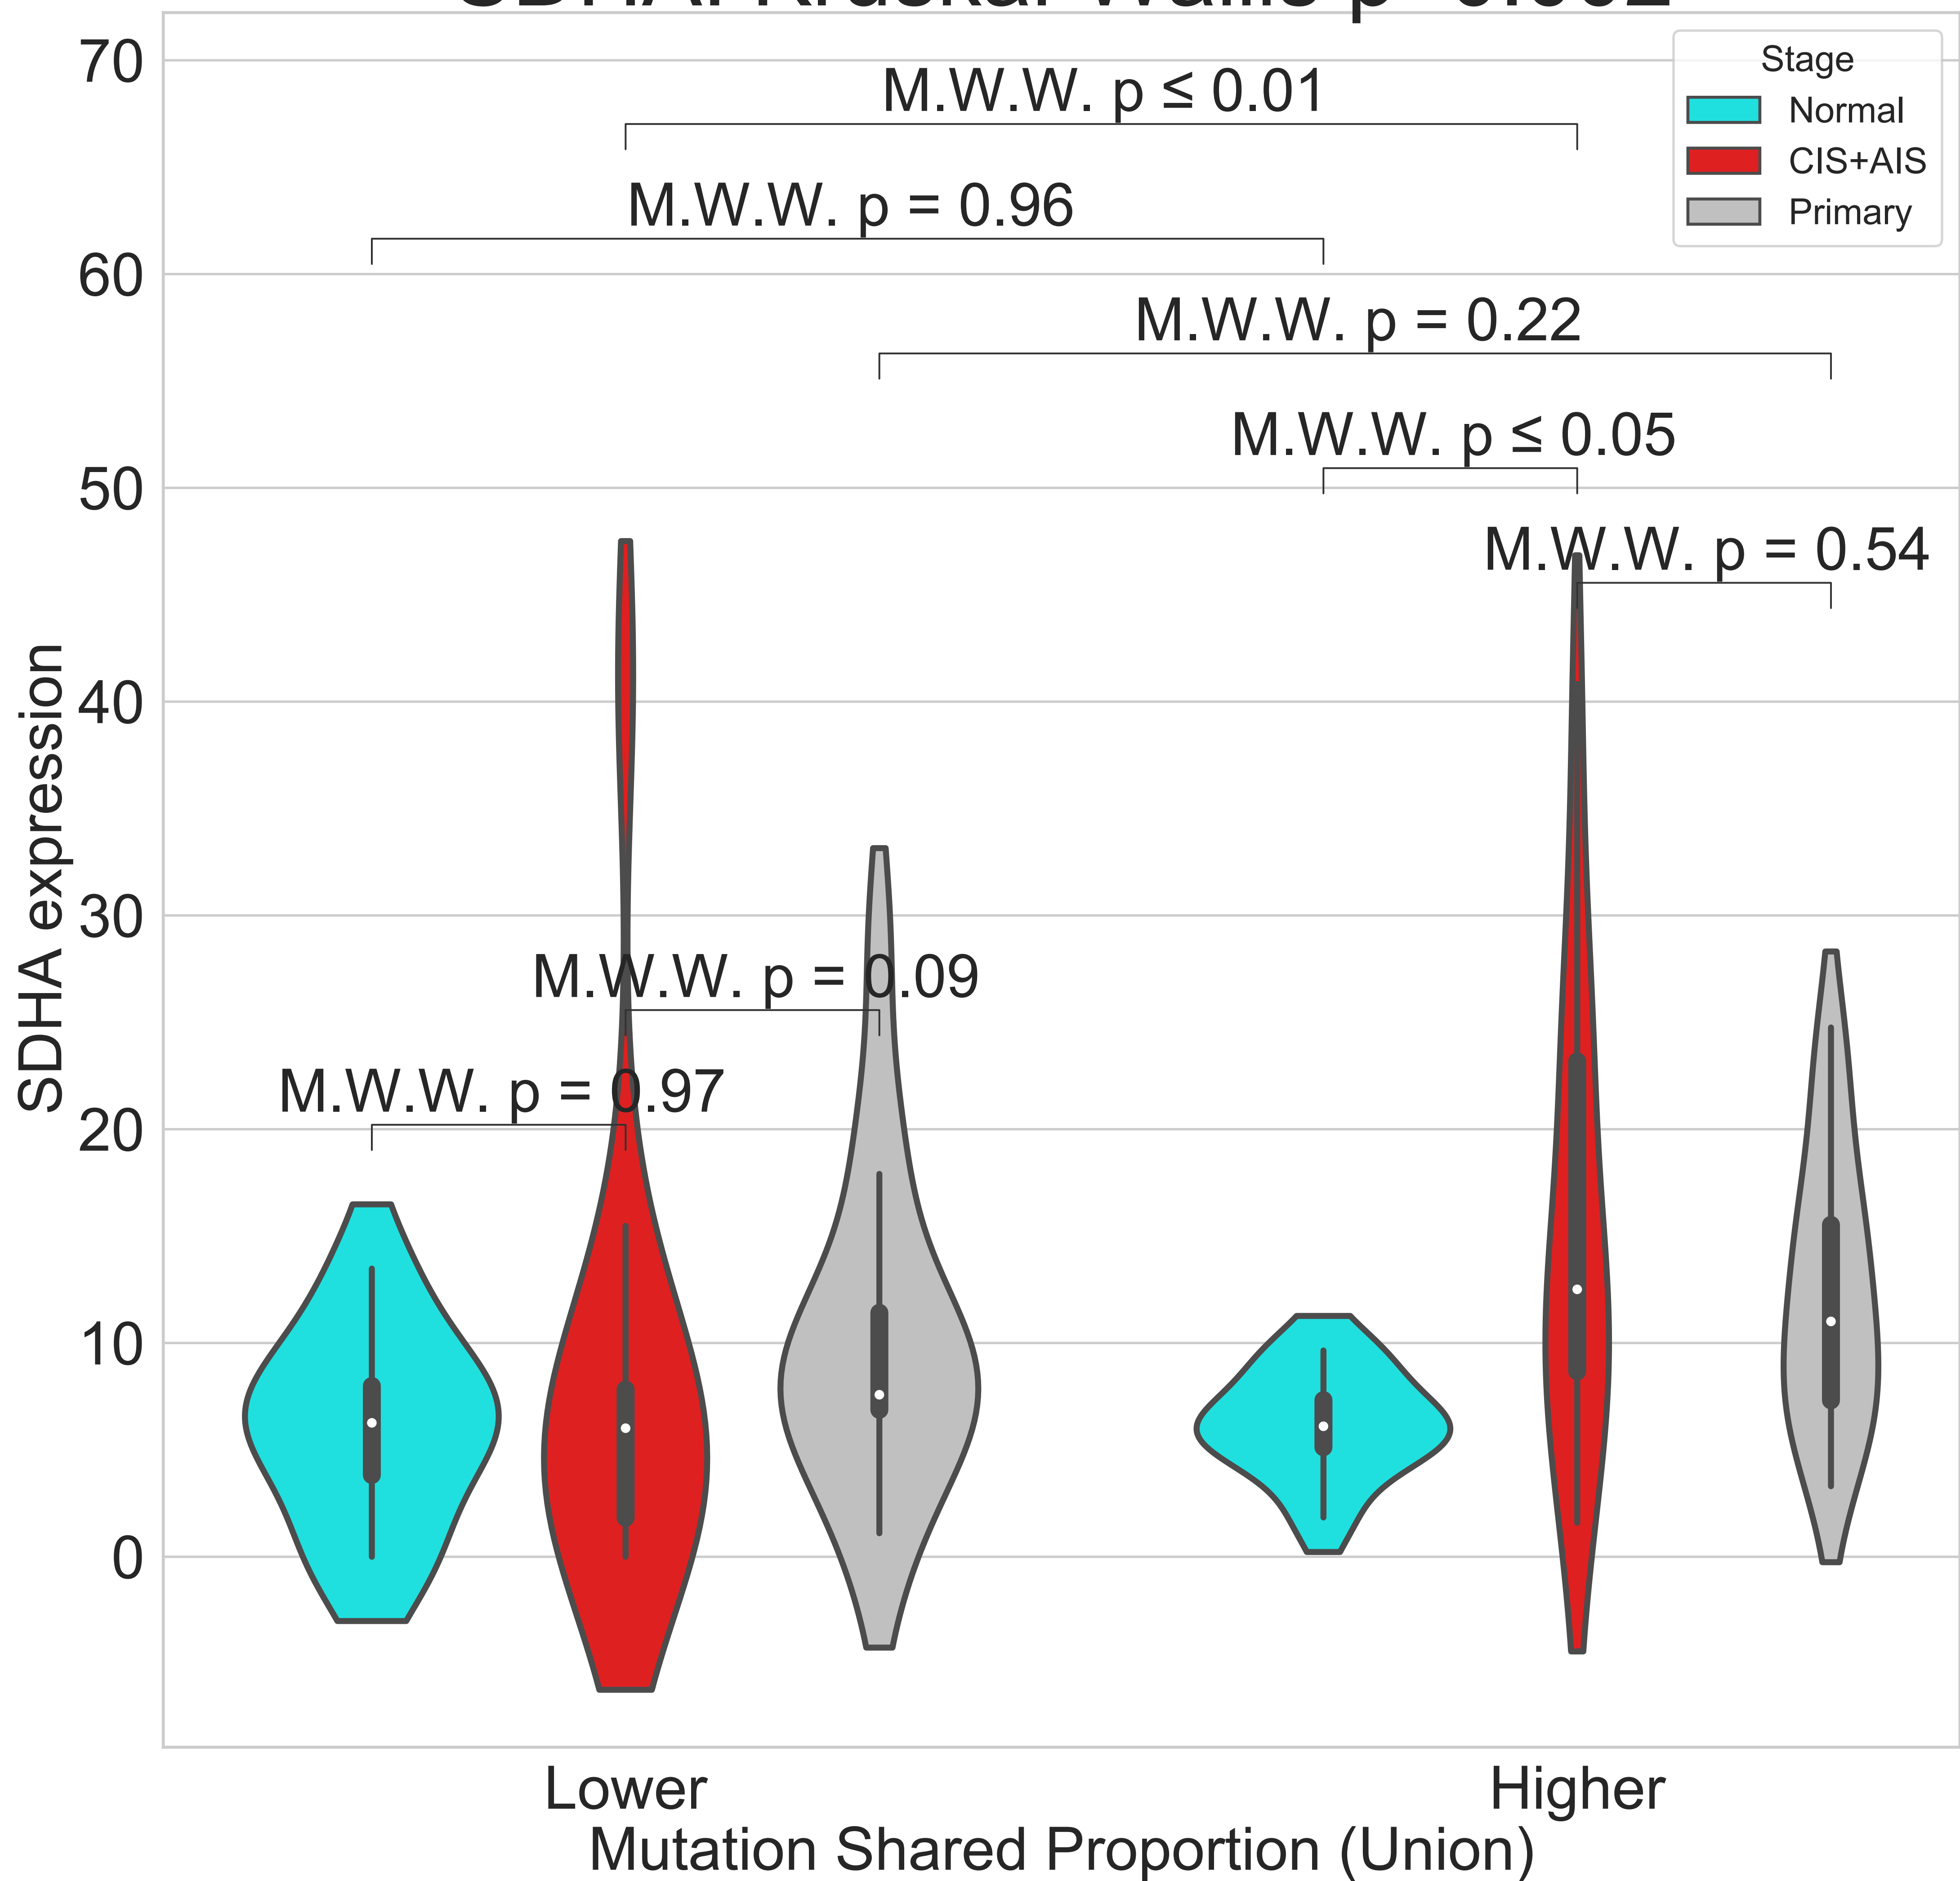 70
M.W.W. p ≤ 0.01
Stage
Normal
CIS+AIS
Primary
M.W.W. p = 0.96
60
M.W.W. p = 0.22
M.W.W. p ≤ 0.05
50
M.W.W. p = 0.54
40
SDHA expression
30
M.W.W. p = 0.09
M.W.W. p = 0.97
20
10
0
Lower
Higher
Mutation Shared Proportion (Union)